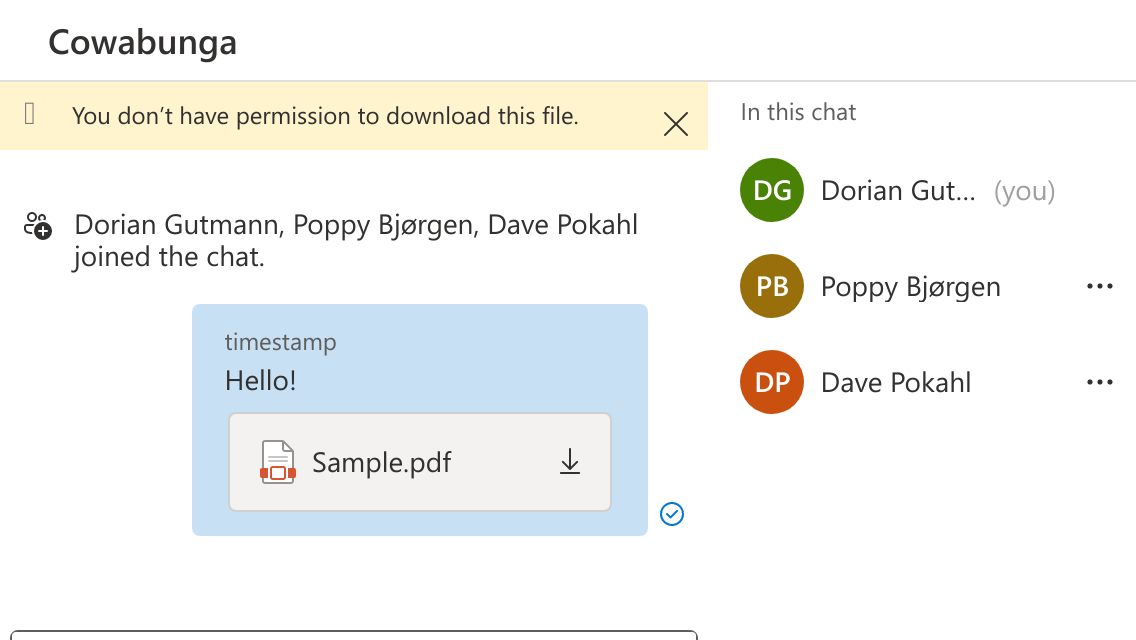 Cowabunga
You don’t have permission to download this file.
Dorian Gutmann, Poppy Bjørgen, Dave Pokahl
joined the chat.
timestamp
Hello!
Sample.pdf
In this chat
DG Dorian Gut... (you)
PB Poppy Bjørgen
DP Dave Pokahl